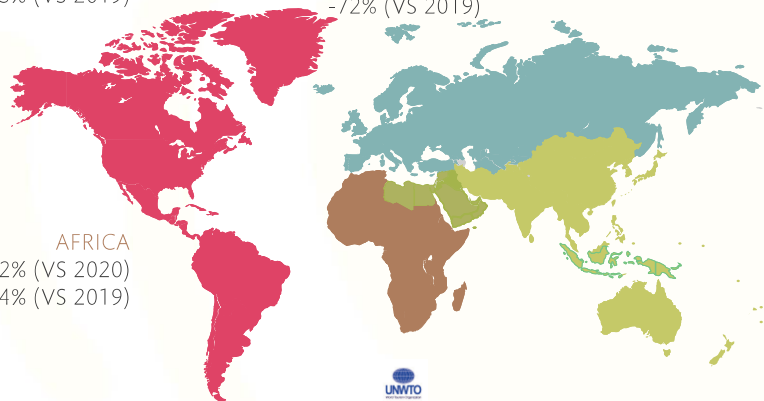 -72% (VS 2019)
AFRICA
2% (VS 2020)
4% (VS 2019)
UNWTO